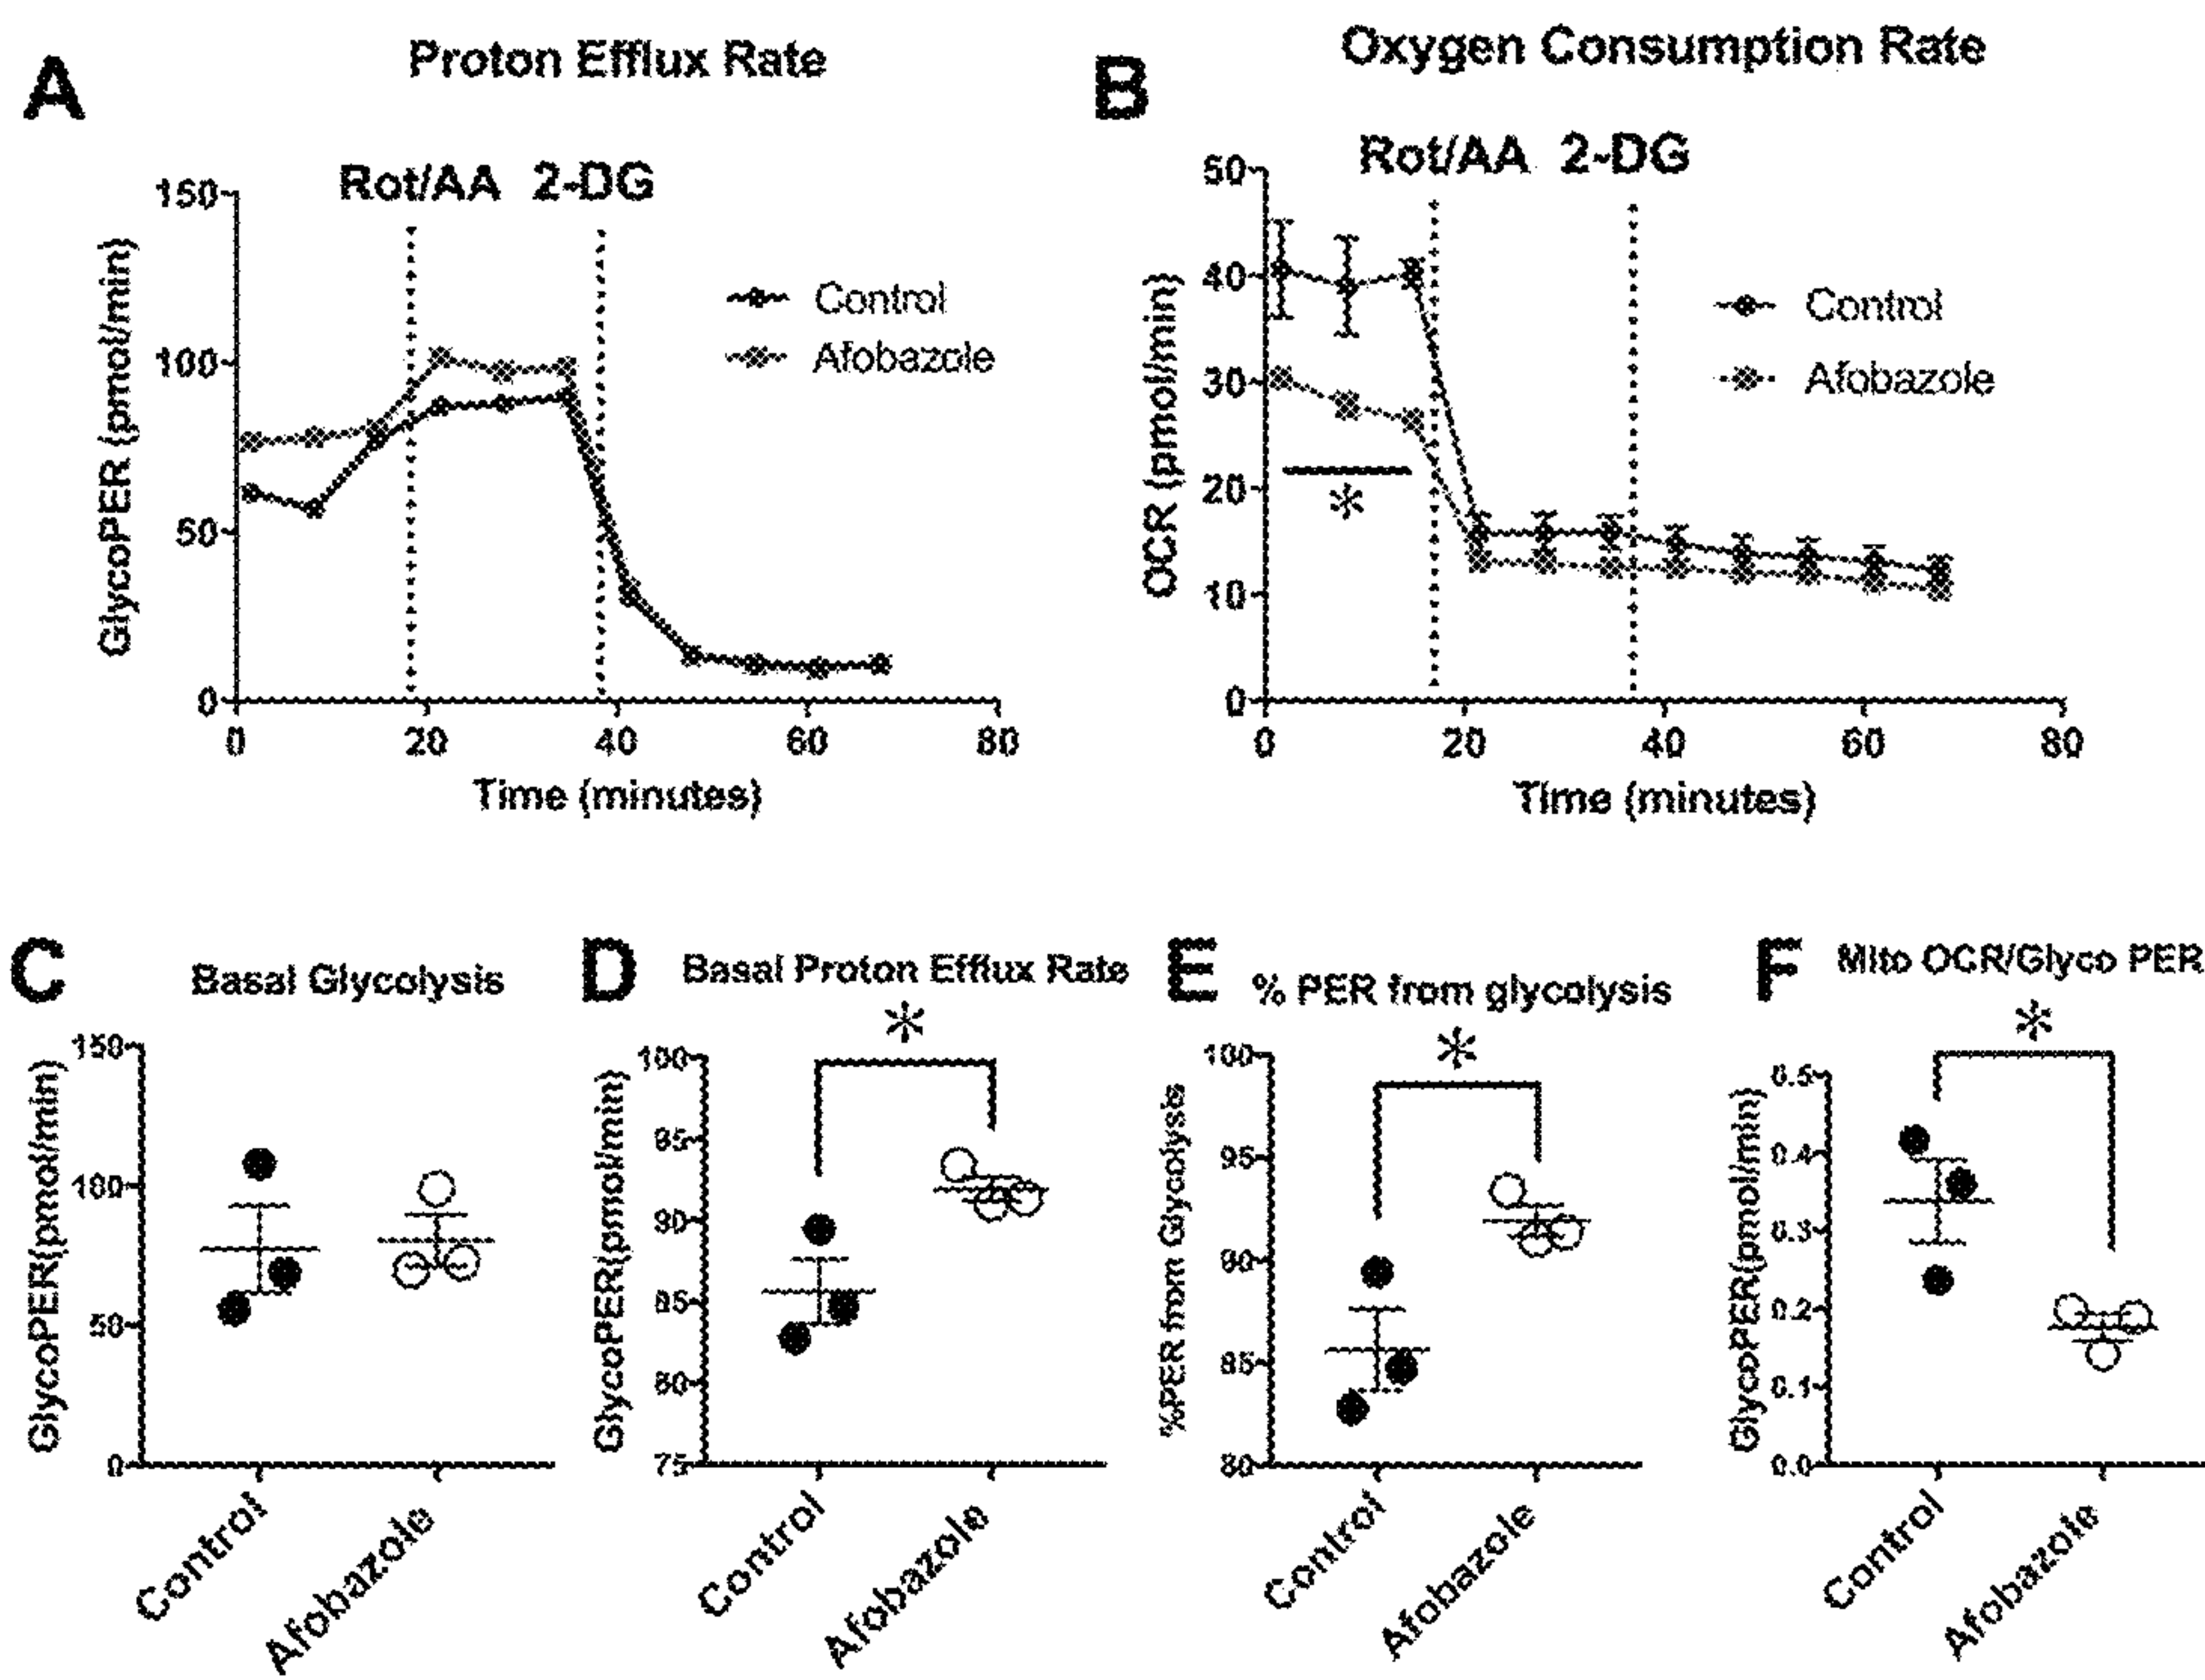 A
Proton Efflux Rate
Rot/AA 2-DG
150
100
50
0
GlycoPER (pmol/min)
Control
Afobazole
0 20 40 60 80
Time (minutes)
B
Oxygen Consumption Rate
Rot/AA 2-DG
50
40
30
20
10
0
OCR (pmol/min)
Control
Afobazole
*
0 20 40 60 80
Time (minutes)
C
Basal Glycolysis
150
100
50
0
GlycoPER(pmol/min)
Control
Afobazole
D
Basal Proton Efflux Rate
*
100
95
90
85
80
75
GlycoPER(pmol/min)
Control
Afobazole
E
% PER from glycolysis
*
100
95
90
85
80
%PER from Glycolysis
Control
Afobazole
F
Mito OCR/Glyco PER
*
0.5
0.4
0.3
0.2
0.1
0.0
GlycoPER(pmol/min)
Control
Afobazole